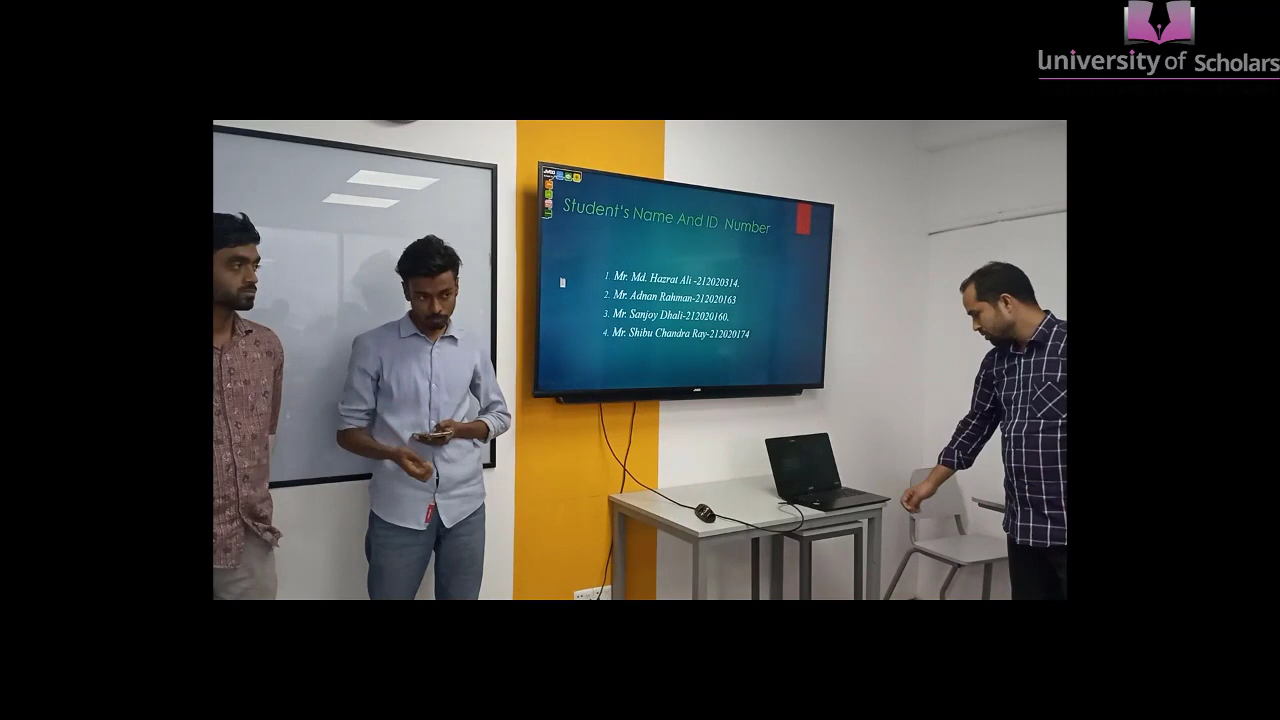 university of Scholars
Student's Name And ID Number
1. Mr. Md. Hazrat Ali -212020314.
2. Mr. Adnan Rahman-212020163
3. Mr. Sanjoy Dhali-212020160.
4. Mr. Shibu Chandra Ray-212020174